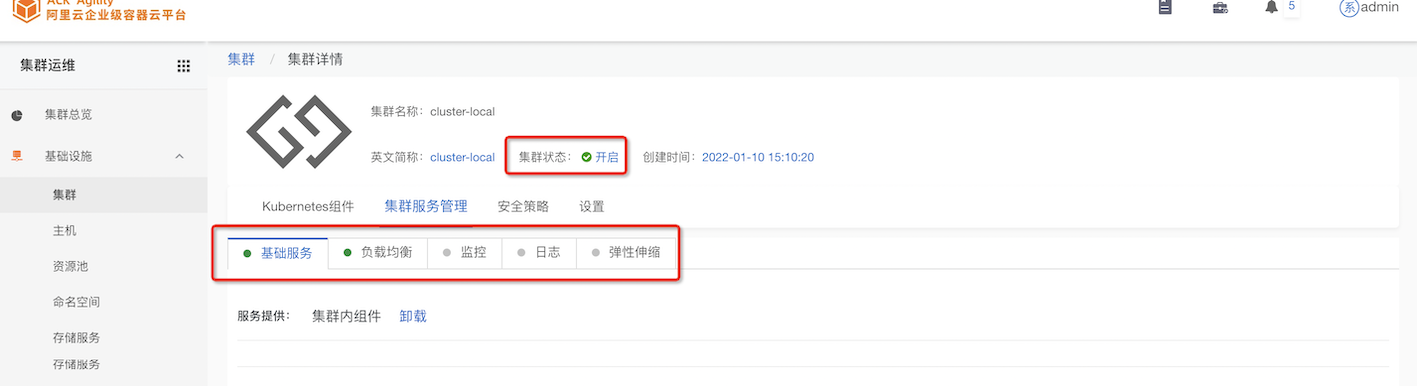 ACK Agility
阿里云企业级容器云平台
5
系 admin
集群运维
集群 / 集群详情
集群总览
基础设施
集群
主机
资源池
命名空间
存储服务
存储服务
集群名称: cluster-local
英文简称: cluster-local 集群状态: 开启 创建时间: 2022-01-10 15:10:20
Kubernetes组件 集群服务管理 安全策略 设置
基础服务 负载均衡 监控 日志 弹性伸缩
服务提供: 集群内组件 卸载